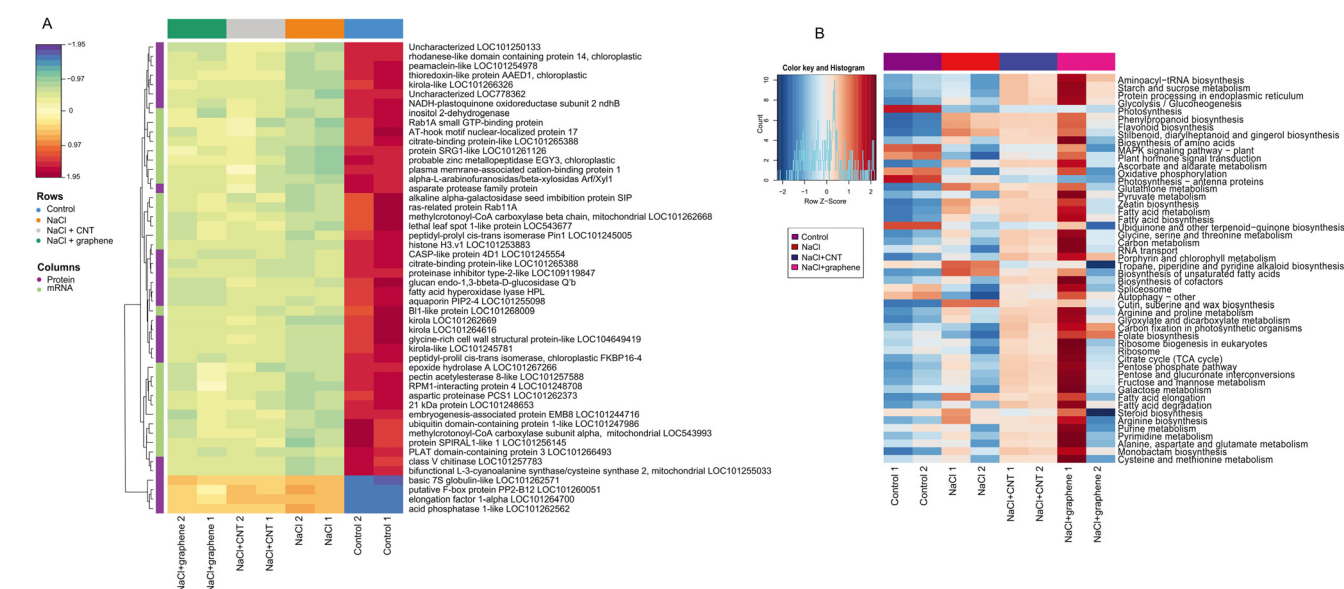 A
−1.95
−0.97
0
0.97
1.95
Rows
Control
NaCl
NaCl + CNT
NaCl + graphene
Columns
Protein
mRNA
Uncharacterized LOC101250133
rhodanese-like domain containing protein 14, chloroplastic
peamaclein-like LOC101254978
thioredoxin-like protein AAED1, chloroplastic
kirola-like LOC101266326
Uncharacterized LOC778362
NADH-plastoquinone oxidoreductase subunit 2 ndhB
inositol 2-dehydrogenase
Rab1A small GTP-binding protein
AT-hook motif nuclear-localized protein 17
citrate-binding protein-like LOC101265388
protein SRG1-like LOC101261126
probable zinc metallopeptidase EGY3, chloroplastic
plasma memrane-associated cation-binding protein 1
alpha-L-arabinofuranosidas/beta-xylosidas Arf/Xyl1
asparate protease family protein
alkaline alpha-galactosidase seed imbibition protein SIP
ras-related protein Rab11A
methylcrotonyl-CoA carboxylase beta chain, mitochondrial LOC101262668
lethal leaf spot 1-like protein LOC543677
peptidyl-prolyl cis-trans isomerase Pin1 LOC101245005
histone H3.v1 LOC101253883
CASP-like protein 4D1 LOC101245554
citrate-binding protein-like LOC101265388
proteinase inhibitor type-2-like LOC109119847
glucan endo-1,3-bbeta-D-glucosidase Q'b
fatty acid hyperoxidase lyase HPL
aquaporin PIP2-4 LOC101255098
BI1-like protein LOC101268009
kirola LOC101262669
kirola LOC101264616
glycine-rich cell wall structural protein-like LOC104649419
kirola-like LOC101245781
peptidyl-prolil cis-trans isomerse, chloroplastic FKBP16-4
epoxide hydrolase A LOC101267266
pectin acetylesterase 8-like LOC101257588
RPM1-interacting protein 4 LOC101248708
aspartic proteinase PCS1 LOC101262373
21 kDa protein LOC101248653
embryogenesis-associated protein EMB8 LOC101244716
ubiquitin domain-containing protein 1-like LOC101247986
methylcrotonyl-CoA carboxylase subunit alpha, mitochondrial LOC543993
protein SPIRAL1-like 1 LOC101256145
PLAT domain-containing protein 3 LOC101266493
class V chitinase LOC101257783
bifunctional L-3-cyanoalanine synthase/cysteine synthase 2, mitochondrial LOC101255033
basic 7S globulin-like LOC101262571
putative F-box protein PP2-B12 LOC101260051
elongation factor 1-alpha LOC101264700
acid phosphatase 1-like LOC101262562
NaCl+graphene 2
NaCl+graphene 1
NaCl+CNT 2
NaCl+CNT 1
NaCl 2
NaCl 1
Control 2
Control 1
B
Color key and Histogram
Count
0
2
4
6
8
10
−2
−1
0
1
2
Row Z−Score
Control
NaCl
NaCl+CNT
NaCl+graphene
Aminoacyl−tRNA biosynthesis
Starch and sucrose metabolism
Protein processing in endoplasmic reticulum
Glycolysis / Gluconeogenesis
Photosynthesis
Phenylpropanoid biosynthesis
Flavonoid biosynthesis
Stilbenoid, diarylheptanoid and gingerol biosynthesis
Biosynthesis of amino acids
MAPK signaling pathway − plant
Plant hormone signal transduction
Ascorbate and aldarate metabolism
Oxidative phosphorylation
Photosynthesis − antenna proteins
Glutathione metabolism
Pyruvate metabolism
Zeatin biosynthesis
Fatty acid metabolism
Fatty acid biosynthesis
Ubiquinone and other terpenoid−quinone biosynthesis
Glycine, serine and threonine metabolism
Carbon metabolism
RNA transport
Porphyrin and chlorophyll metabolism
Tropane, piperidine and pyridine alkaloid biosynthesis
Biosynthesis of unsaturated fatty acids
Biosynthesis of cofactors
Spliceosome
Autophagy − other
Cutin, suberine and wax biosynthesis
Arginine and proline metabolism
Glyoxylate and dicarboxylate metabolism
Carbon fixation in photosynthetic organisms
Folate biosynthesis
Ribosome biogenesis in eukaryotes
Ribosome
Citrate cycle (TCA cycle)
Pentose phosphate pathway
Pentose and glucuronate interconversions
Fructose and mannose metabolism
Galactose metabolism
Fatty acid elongation
Fatty acid degradation
Steroid biosynthesis
Arginine biosynthesis
Purine metabolism
Pyrimidine metabolism
Alanine, aspartate and glutamate metabolism
Monobactam biosynthesis
Cysteine and methionine metabolism
Control 1
Control 2
NaCl 1
NaCl 2
NaCl+CNT 1
NaCl+CNT 2
NaCl+graphene 1
NaCl+graphene 2